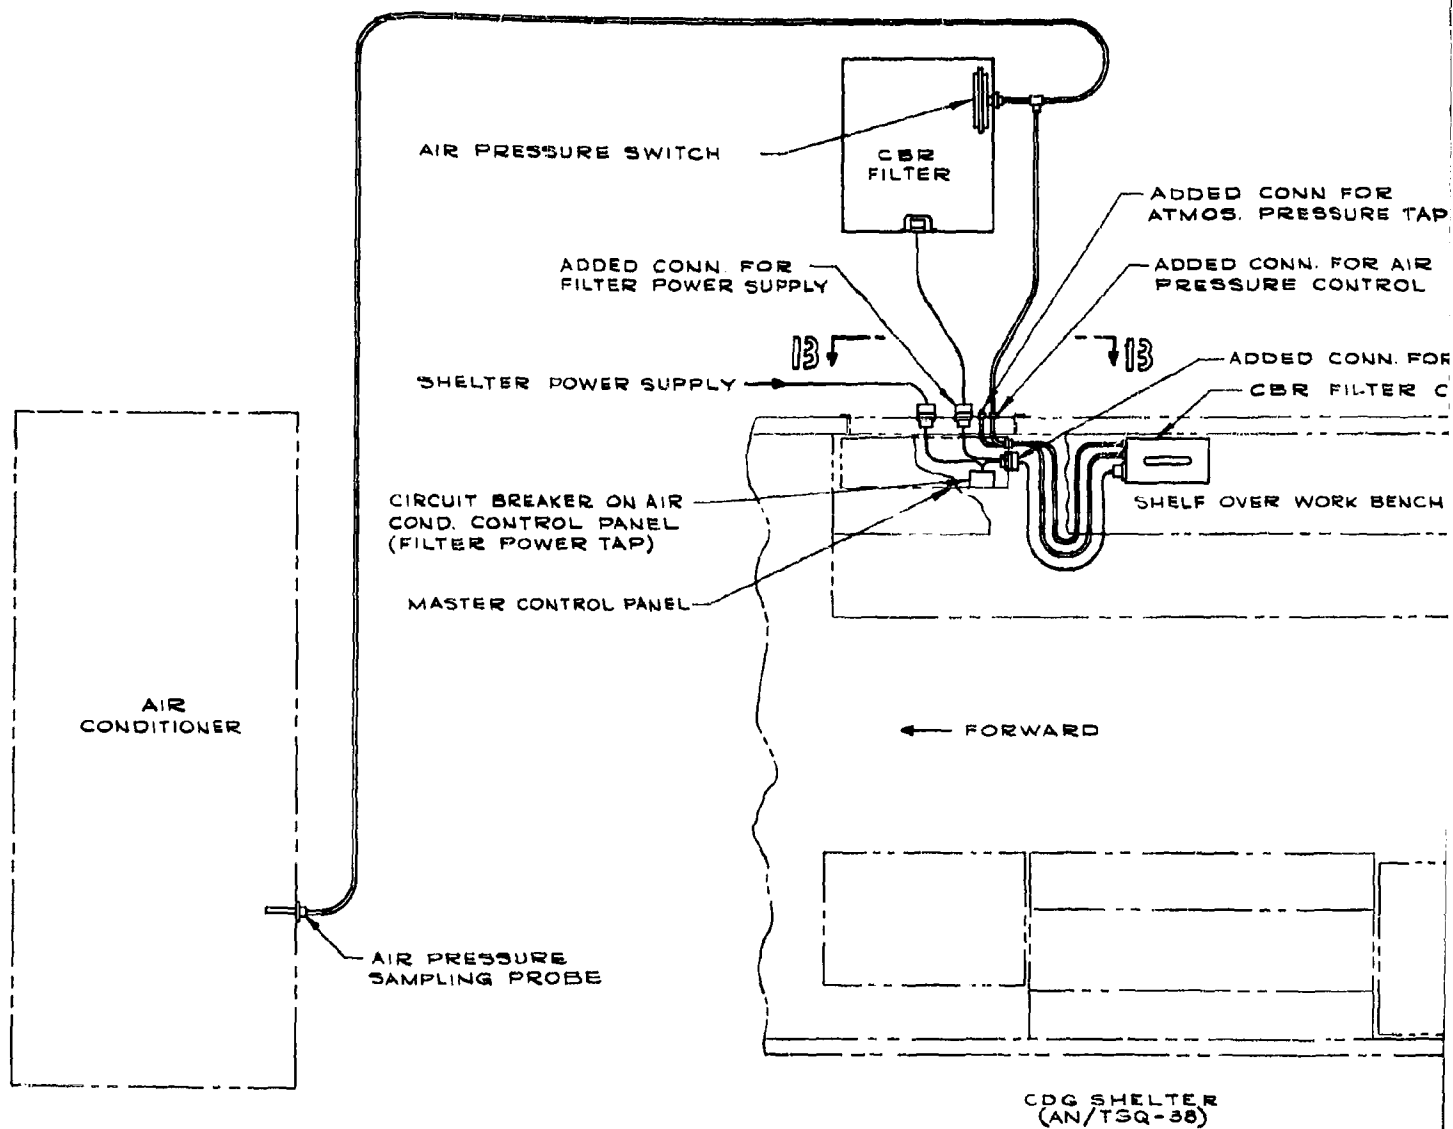 AIR PRESSURE SWITCH
CBR
FILTER
ADDED CONN FOR
ATMOS. PRESSURE TAP
ADDED CONN. FOR
FILTER POWER SUPPLY
ADDED CONN. FOR AIR
PRESSURE CONTROL
13
13
SHELTER POWER SUPPLY
ADDED CONN. FOR
CBR FILTER C
CIRCUIT BREAKER ON AIR
COND. CONTROL PANEL
(FILTER POWER TAP)
SHELF OVER WORK BENCH
MASTER CONTROL PANEL
AIR
CONDITIONER
FORWARD
AIR PRESSURE
SAMPLING PROBE
CDG SHELTER
(AN/TSQ-38)